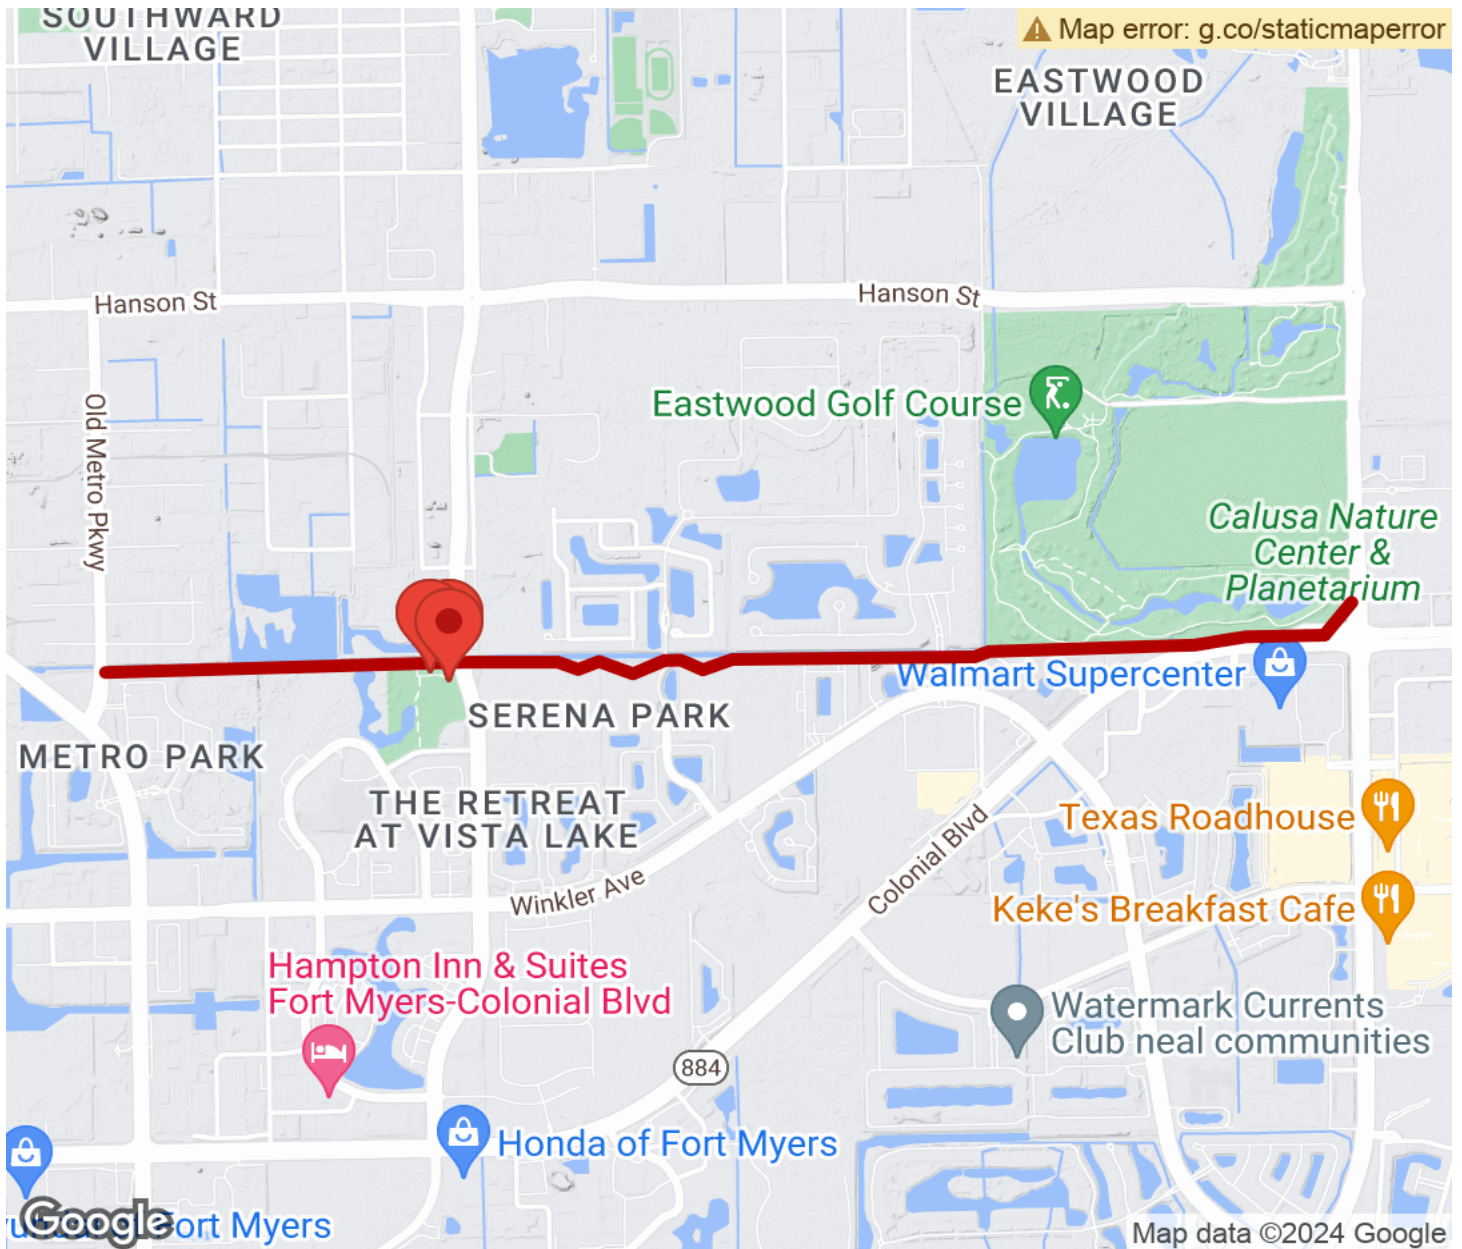 SOUTHWARD
VILLAGE
Map error: g.co/staticmaperror
EASTWOOD
VILLAGE
Hanson St
Hanson St
Eastwood Golf Course
Old Metro Pkwy
Calusa Nature
Center &
Planetarium
Walmart Supercenter
SERENA PARK
METRO PARK
THE RETREAT
AT VISTA LAKE
Texas Roadhouse
Colonial Blvd
Winkler Ave
Keke's Breakfast Cafe
Hampton Inn & Suites
Fort Myers-Colonial Blvd
Watermark Currents
Club neal communities
884
Honda of Fort Myers
Google
Fort Myers
Map data ©2024 Google